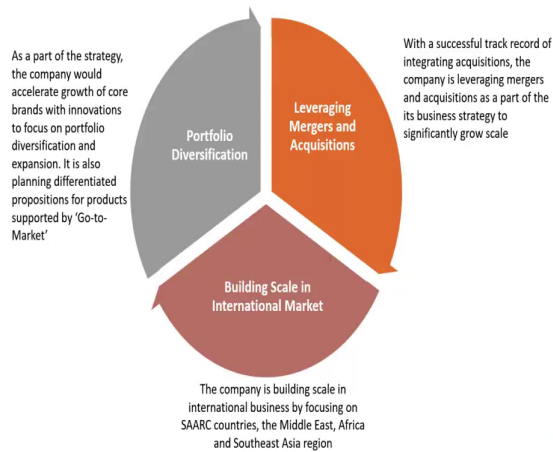 As a part of the strategy,
the company would
accelerate growth of core
brands with innovations
to focus on portfolio
diversification and
expansion. It is also
planning differentiated
propositions for products
supported by ‘Go-to-
Market’
Portfolio
Diversification
Leveraging
Mergers and
Acquisitions
With a successful track record of
integrating acquisitions, the
company is leveraging mergers
and acquisitions as a part of the
its business strategy to
significantly grow scale
Building Scale in
International Market
The company is building scale in
international business by focusing on
SAARC countries, the Middle East, Africa
and Southeast Asia region